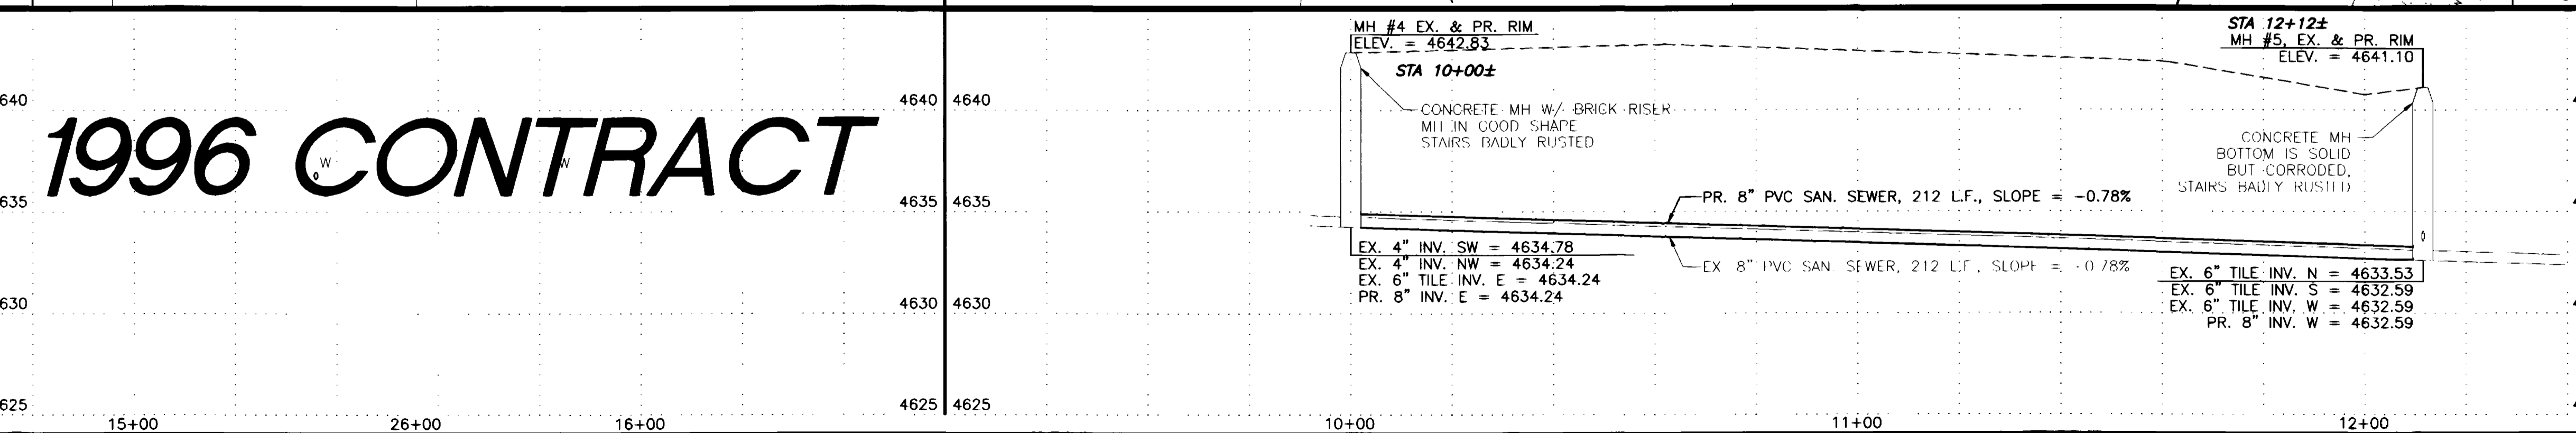 1996 CONTRACT
W
W
640
635
630
625
4640 4640
4635 4635
4630 4630
4625 4625
15+00
26+00
16+00
MH #4 EX. & PR. RIM
ELEV. = 4642.83
STA 10+00±
CONCRETE MH W/ BRICK RISER
MH IN GOOD SHAPE
STAIRS BADLY RUSTED
PR. 8" PVC SAN. SEWER, 212 L.F., SLOPE = -0.78%
EX 8" PVC SAN. SEWER, 212 L.F., SLOPE = -0.78%
EX. 4" INV. SW = 4634.78
EX. 4" INV. NW = 4634.24
EX. 6" TILE INV. E = 4634.24
PR. 8" INV. E = 4634.24
STA 12+12±
MH #5, EX. & PR. RIM
ELEV. = 4641.10
CONCRETE MH
BOTTOM IS SOLID
BUT CORRODED,
STAIRS BADLY RUSTED
EX. 6" TILE INV. N = 4633.53
EX. 6" TILE INV. S = 4632.59
EX. 6" TILE INV. W = 4632.59
PR. 8" INV. W = 4632.59
10+00
11+00
12+00